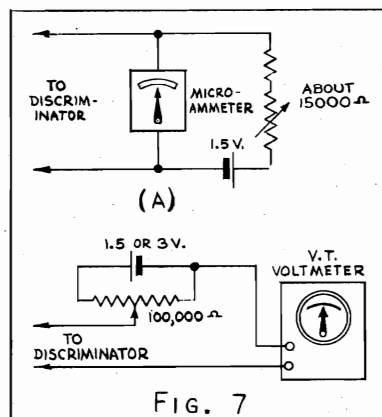 TO
DISCRIM-
INATOR
MICRO-
AMMETER
ABOUT
15000 Ω
1.5 V.
(A)
1.5 OR 3 V.
V.T.
VOLTMETER
100,000 Ω
TO
DISCRIMINATOR
FIG. 7